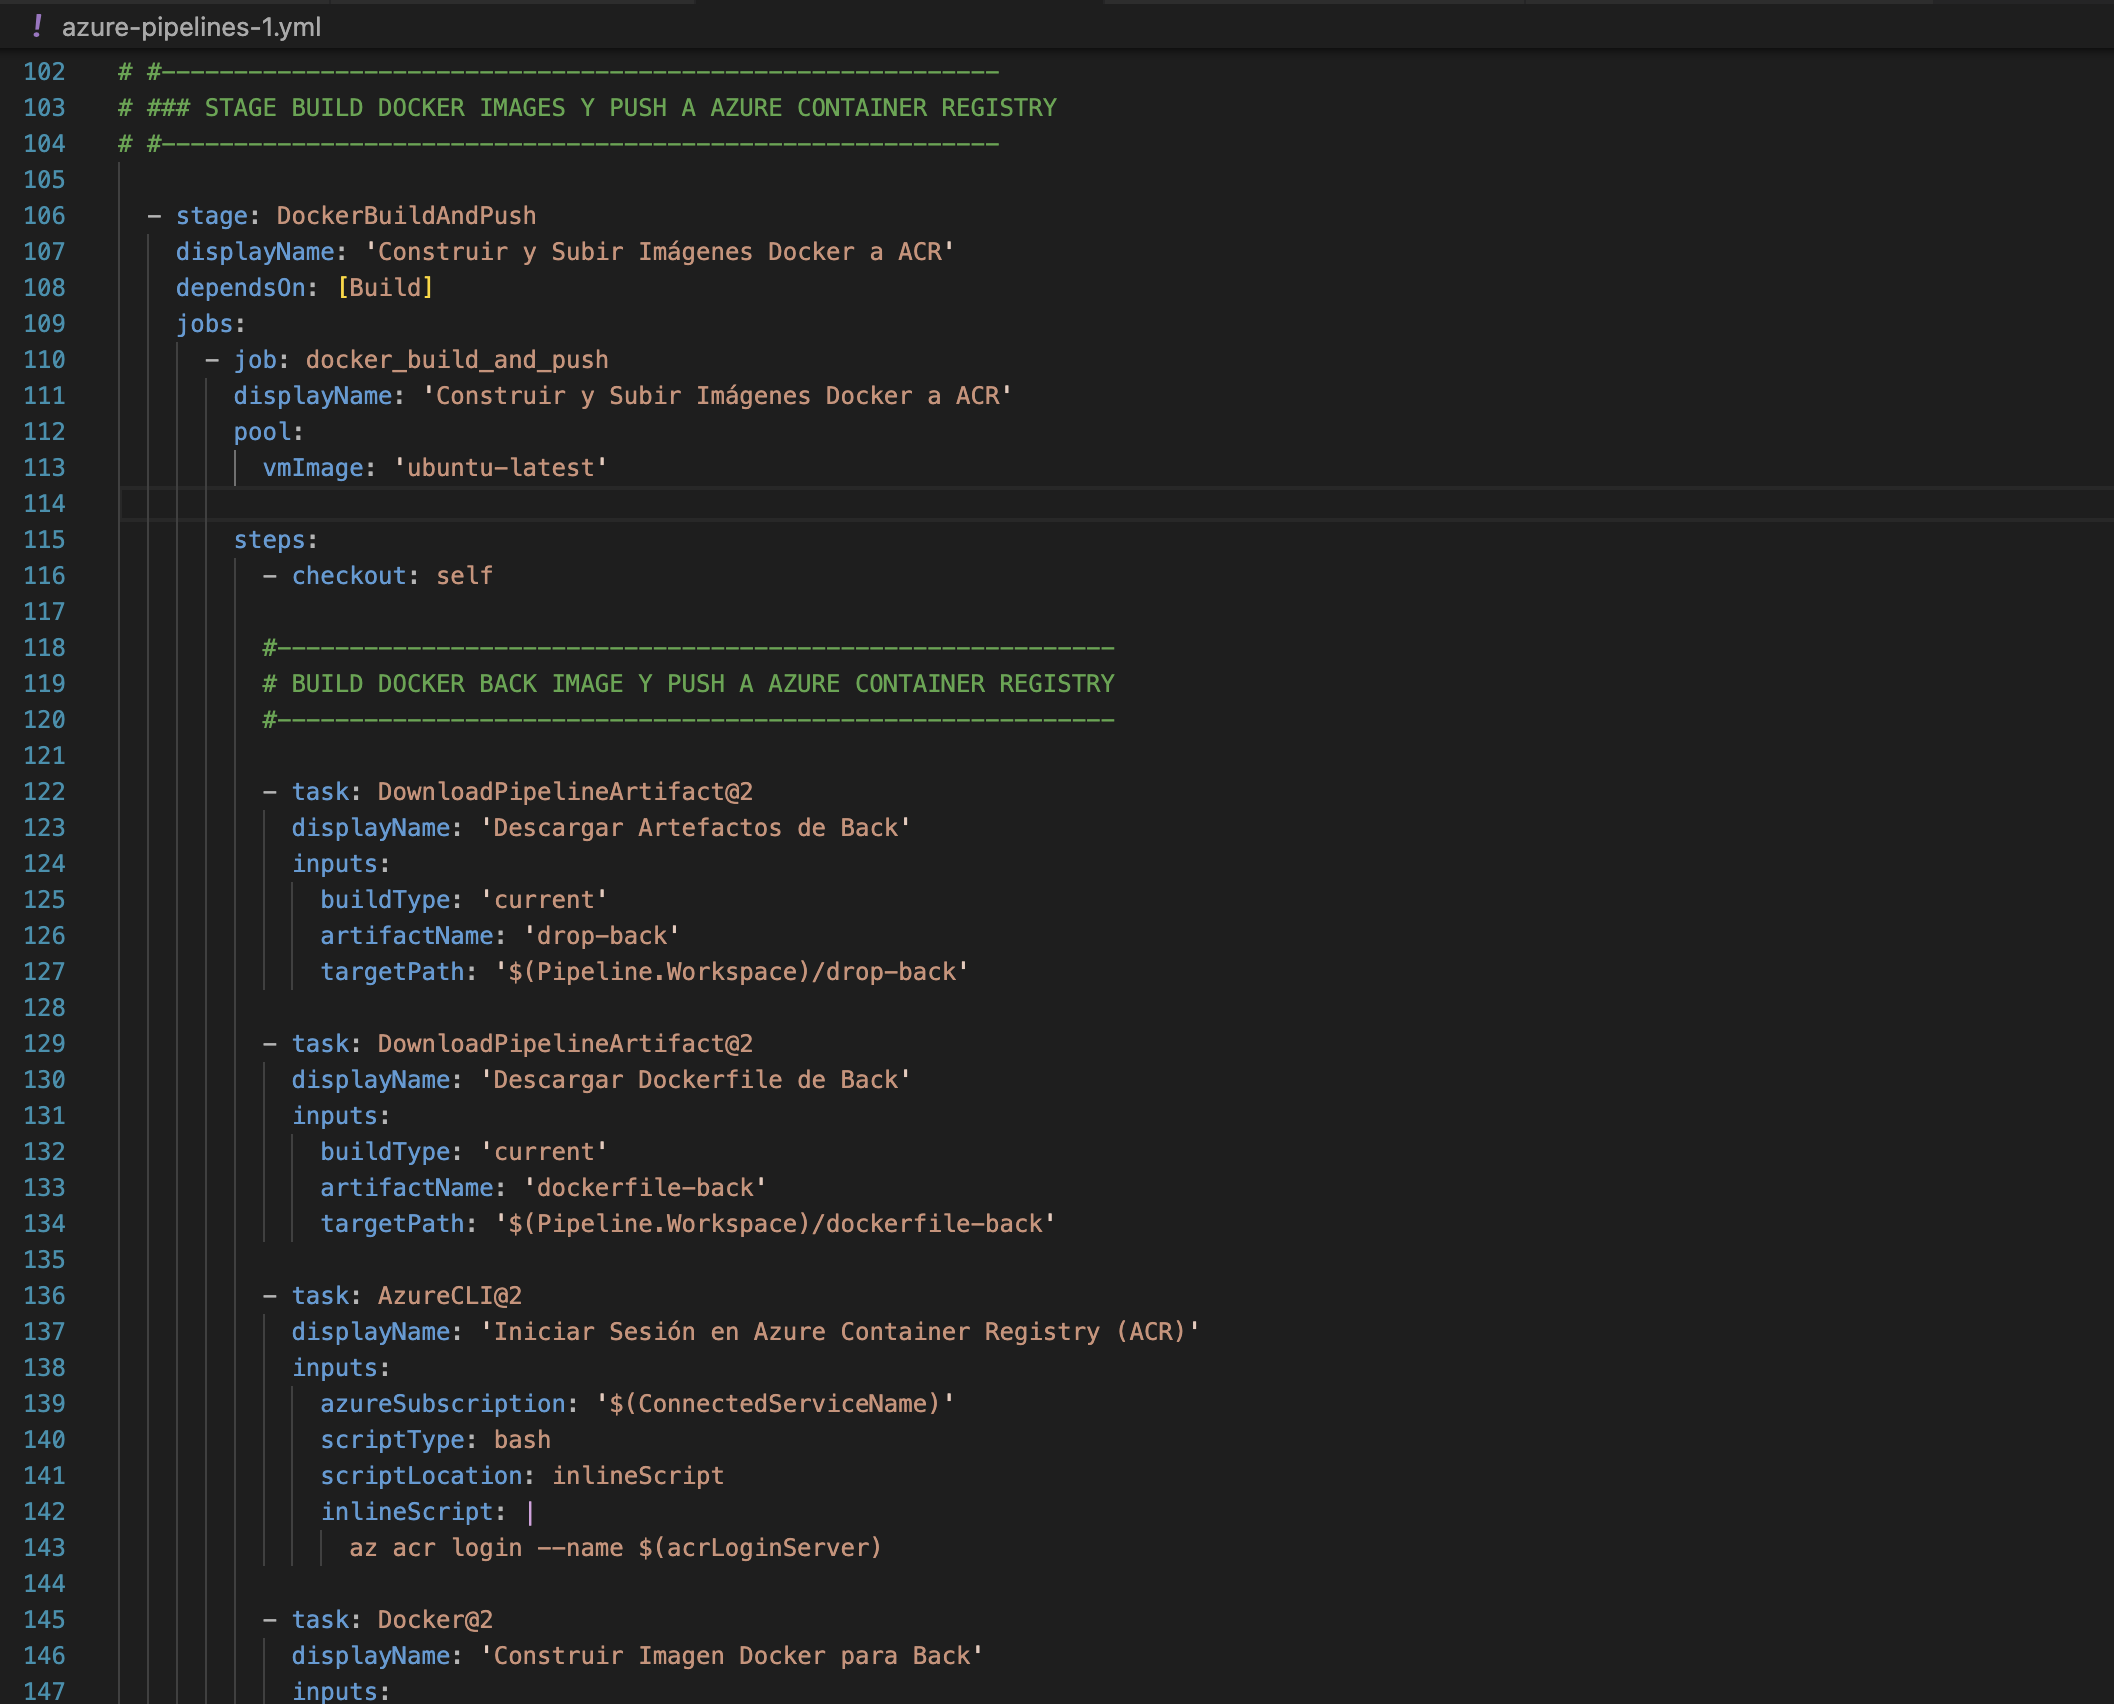 ! azure-pipelines-1.yml
102 # #----------------------------------------------------------
103 # ### STAGE BUILD DOCKER IMAGES Y PUSH A AZURE CONTAINER REGISTRY
104 # #----------------------------------------------------------
105
106 - stage: DockerBuildAndPush
107 displayName: 'Construir y Subir Imágenes Docker a ACR'
108 dependsOn: [Build]
109 jobs:
110 - job: docker_build_and_push
111 displayName: 'Construir y Subir Imágenes Docker a ACR'
112 pool:
113 vmImage: 'ubuntu-latest'
114
115 steps:
116 - checkout: self
117
118 #----------------------------------------------------------
119 # BUILD DOCKER BACK IMAGE Y PUSH A AZURE CONTAINER REGISTRY
120 #----------------------------------------------------------
121
122 - task: DownloadPipelineArtifact@2
123 displayName: 'Descargar Artefactos de Back'
124 inputs:
125 buildType: 'current'
126 artifactName: 'drop-back'
127 targetPath: '$(Pipeline.Workspace)/drop-back'
128
129 - task: DownloadPipelineArtifact@2
130 displayName: 'Descargar Dockerfile de Back'
131 inputs:
132 buildType: 'current'
133 artifactName: 'dockerfile-back'
134 targetPath: '$(Pipeline.Workspace)/dockerfile-back'
135
136 - task: AzureCLI@2
137 displayName: 'Iniciar Sesión en Azure Container Registry (ACR)'
138 inputs:
139 azureSubscription: '$(ConnectedServiceName)'
140 scriptType: bash
141 scriptLocation: inlineScript
142 inlineScript: |
143 az acr login --name $(acrLoginServer)
144
145 - task: Docker@2
146 displayName: 'Construir Imagen Docker para Back'
147 inputs: